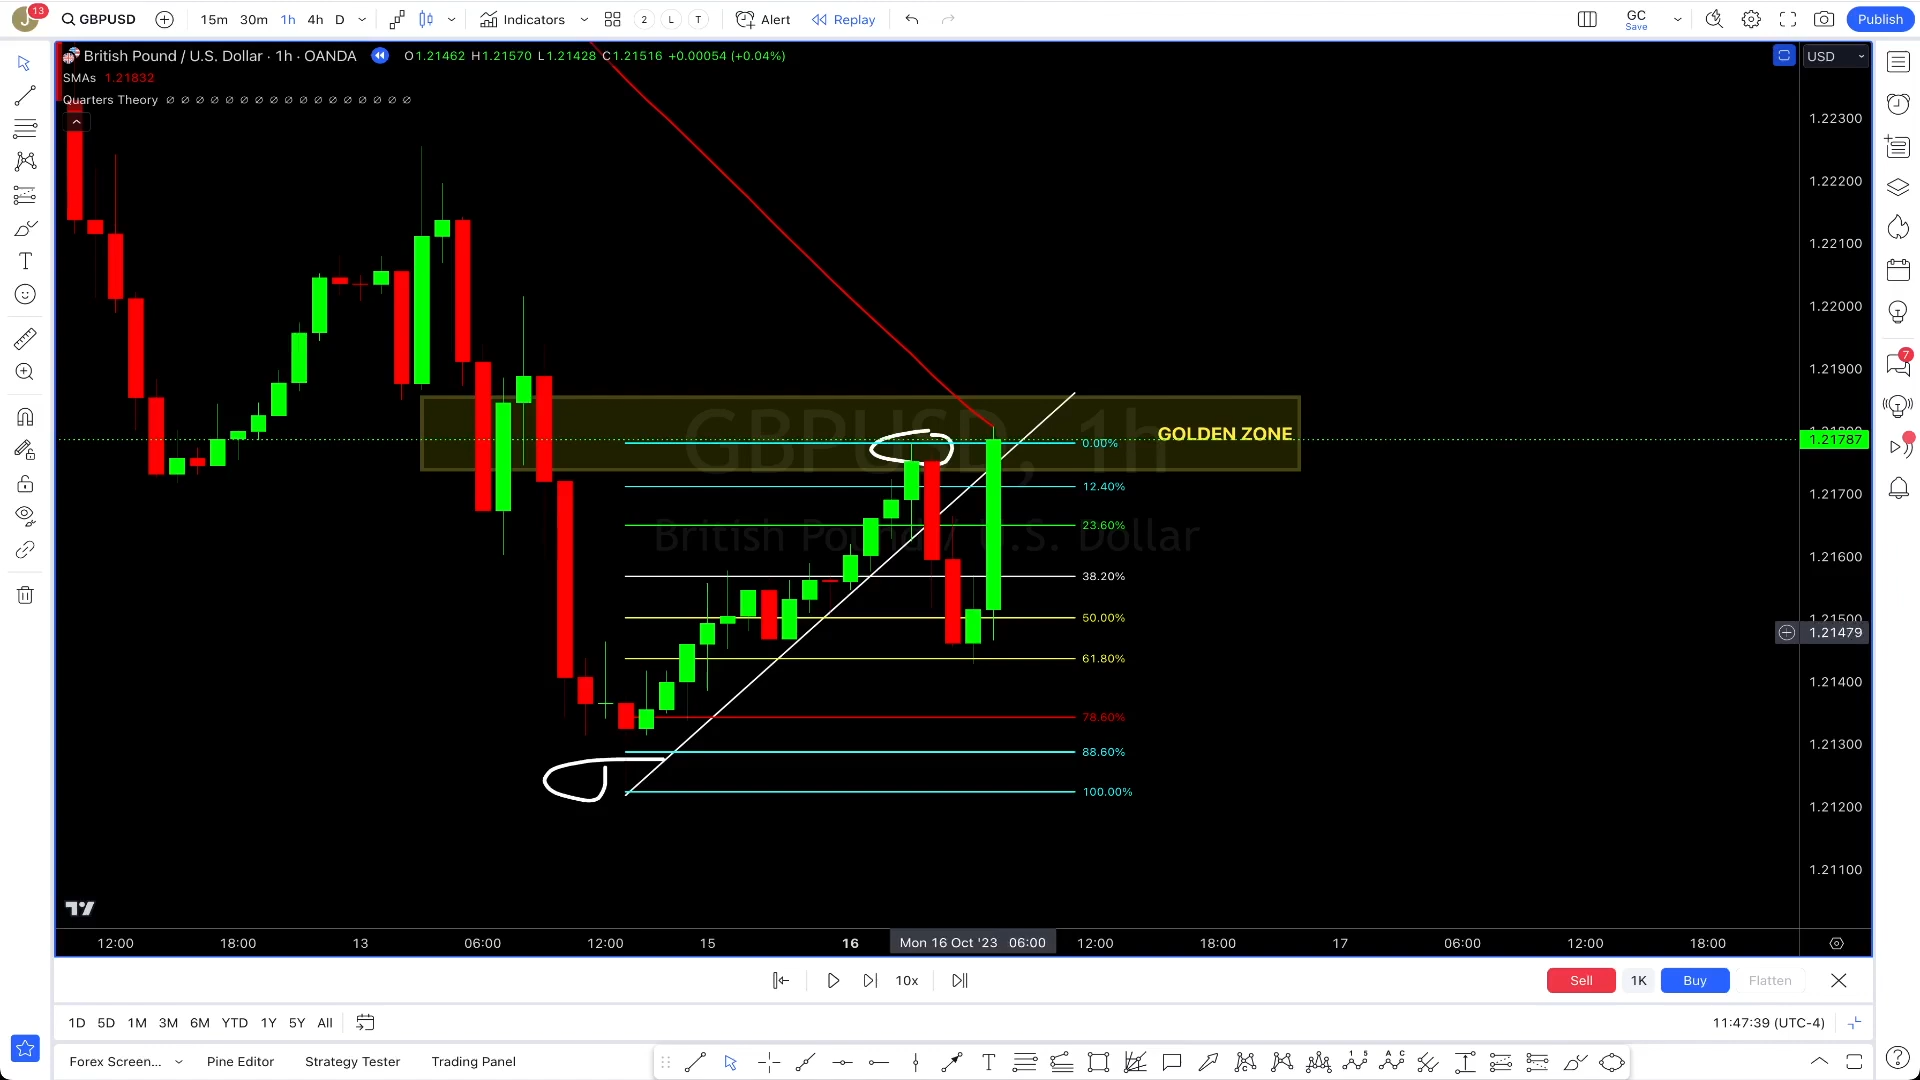 J 13 GBPUSD 15m 30m 1h 4h D Indicators 2 L T Alert Replay GC Save Publish
British Pound / U.S. Dollar · 1h · OANDA O1.21462 H1.21570 L1.21428 C1.21516 +0.00054 (+0.04%) USD
SMAs 1.21832
Quarters Theory ∅ ∅ ∅ ∅ ∅ ∅ ∅ ∅ ∅ ∅ ∅ ∅ ∅ ∅ ∅ ∅ ∅
1.22300
1.22200
1.22100
1.22000
1.21900
7
GBPUSD, 1h
GOLDEN ZONE
0.00%
1.21787
12.40%
1.21700
23.60%
British Pound / U.S. Dollar
1.21600
38.20%
50.00%
1.21500
1.21479
61.80%
1.21400
78.60%
1.21300
88.60%
100.00%
1.21200
1.21100
12:00 18:00 13 06:00 12:00 15 16 Mon 16 Oct '23 06:00 12:00 18:00 17 06:00 12:00 18:00
10x Sell 1K Buy Flatten
1D 5D 1M 3M 6M YTD 1Y 5Y All 11:47:39 (UTC-4)
Forex Screen... Pine Editor Strategy Tester Trading Panel